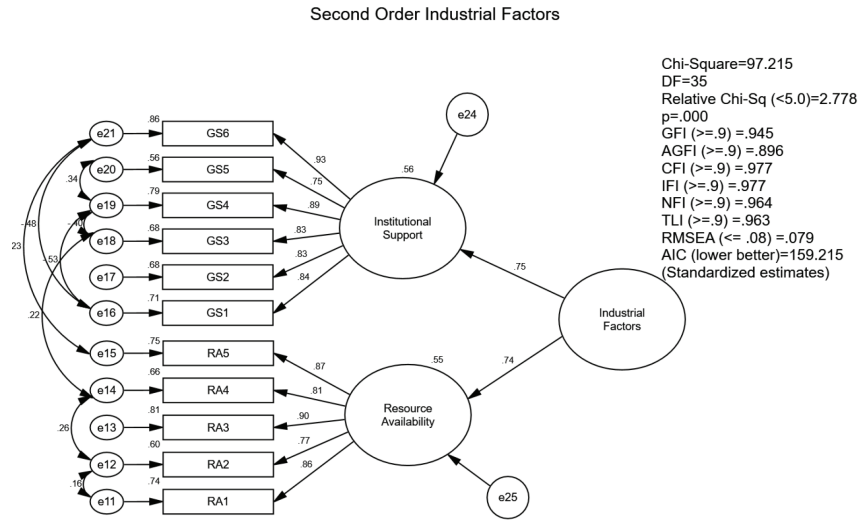 Second Order Industrial Factors
Chi-Square=97.215
DF=35
Relative Chi-Sq (<5.0)=2.778
p=.000
GFI (>=.9) =.945
AGFI (>=.9) =.896
CFI (>=.9) =.977
IFI (>=.9) =.977
NFI (>=.9) =.964
TLI (>=.9) =.963
RMSEA (<= .08) =.079
AIC (lower better)=159.215
(Standardized estimates)
e24
.86
e21
GS6
.93
.56
e20
GS5
.75
.56
.34
.79
e19
GS4
.89
Institutional
Support
-.48
-.40
.68
e18
GS3
.83
23
-.53
.68
e17
GS2
.83
.75
.71
e16
GS1
.84
.22
Industrial
Factors
.75
e15
RA5
.87
.55
.74
.66
e14
RA4
.81
.81
e13
RA3
.90
Resource
Availability
.26
.60
e12
RA2
.77
.16
.74
e11
RA1
.86
e25